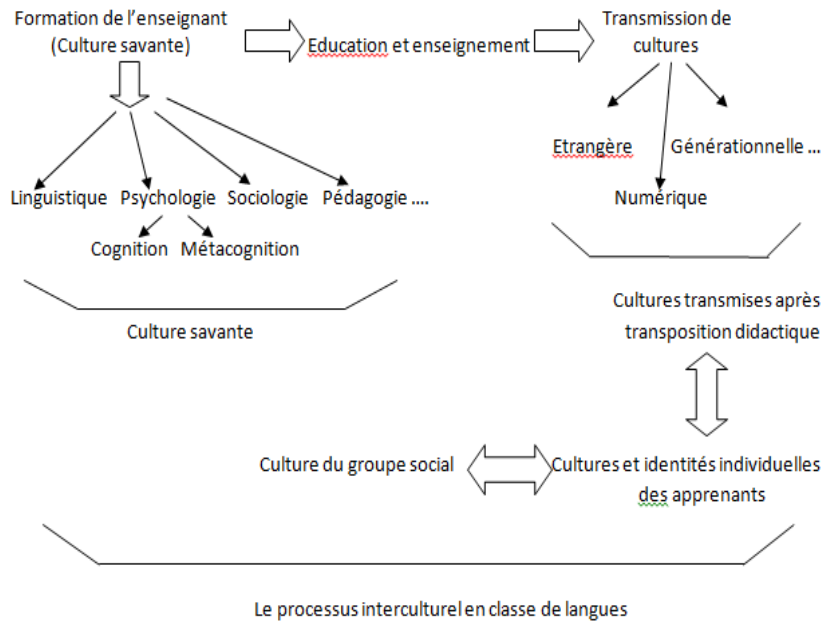 Formation de l'enseignant
(Culture savante)
Education et enseignement
Transmission de
cultures
Etrangère
Générationnelle ...
Linguistique
Psychologie
Sociologie
Pédagogie ....
Numérique
Cognition
Métacognition
Culture savante
Cultures transmises après
transposition didactique
Culture du groupe social
Cultures et identités individuelles
des apprenants
Le processus interculturel en classe de langues